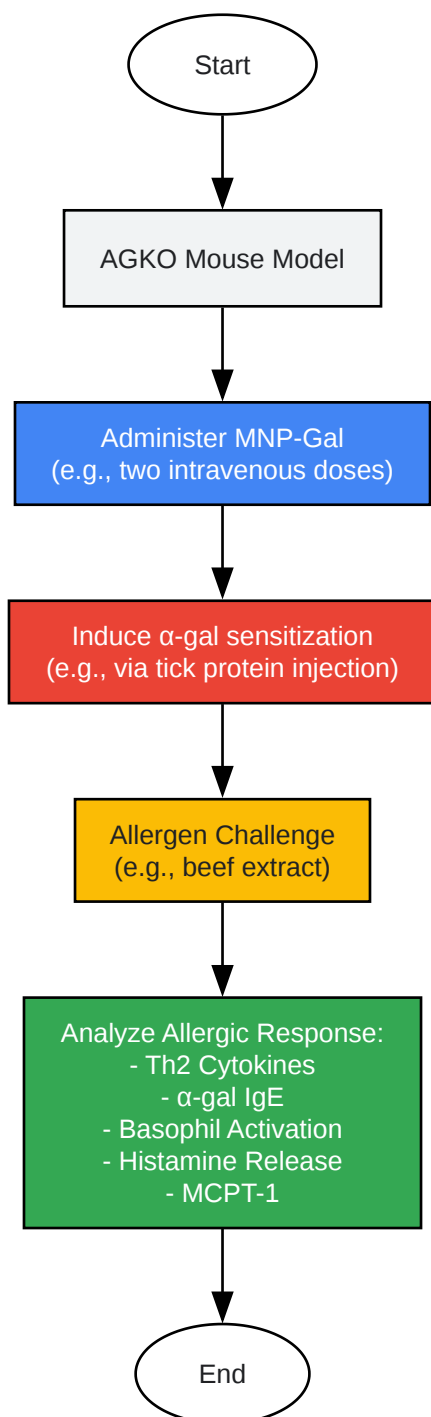 Start
AGKO Mouse Model
Administer MNP-Gal
(e.g., two intravenous doses)
Induce α-gal sensitization
(e.g., via tick protein injection)
Allergen Challenge
(e.g., beef extract)
Analyze Allergic Response:
- Th2 Cytokines
- α-gal IgE
- Basophil Activation
- Histamine Release
- MCPT-1
End